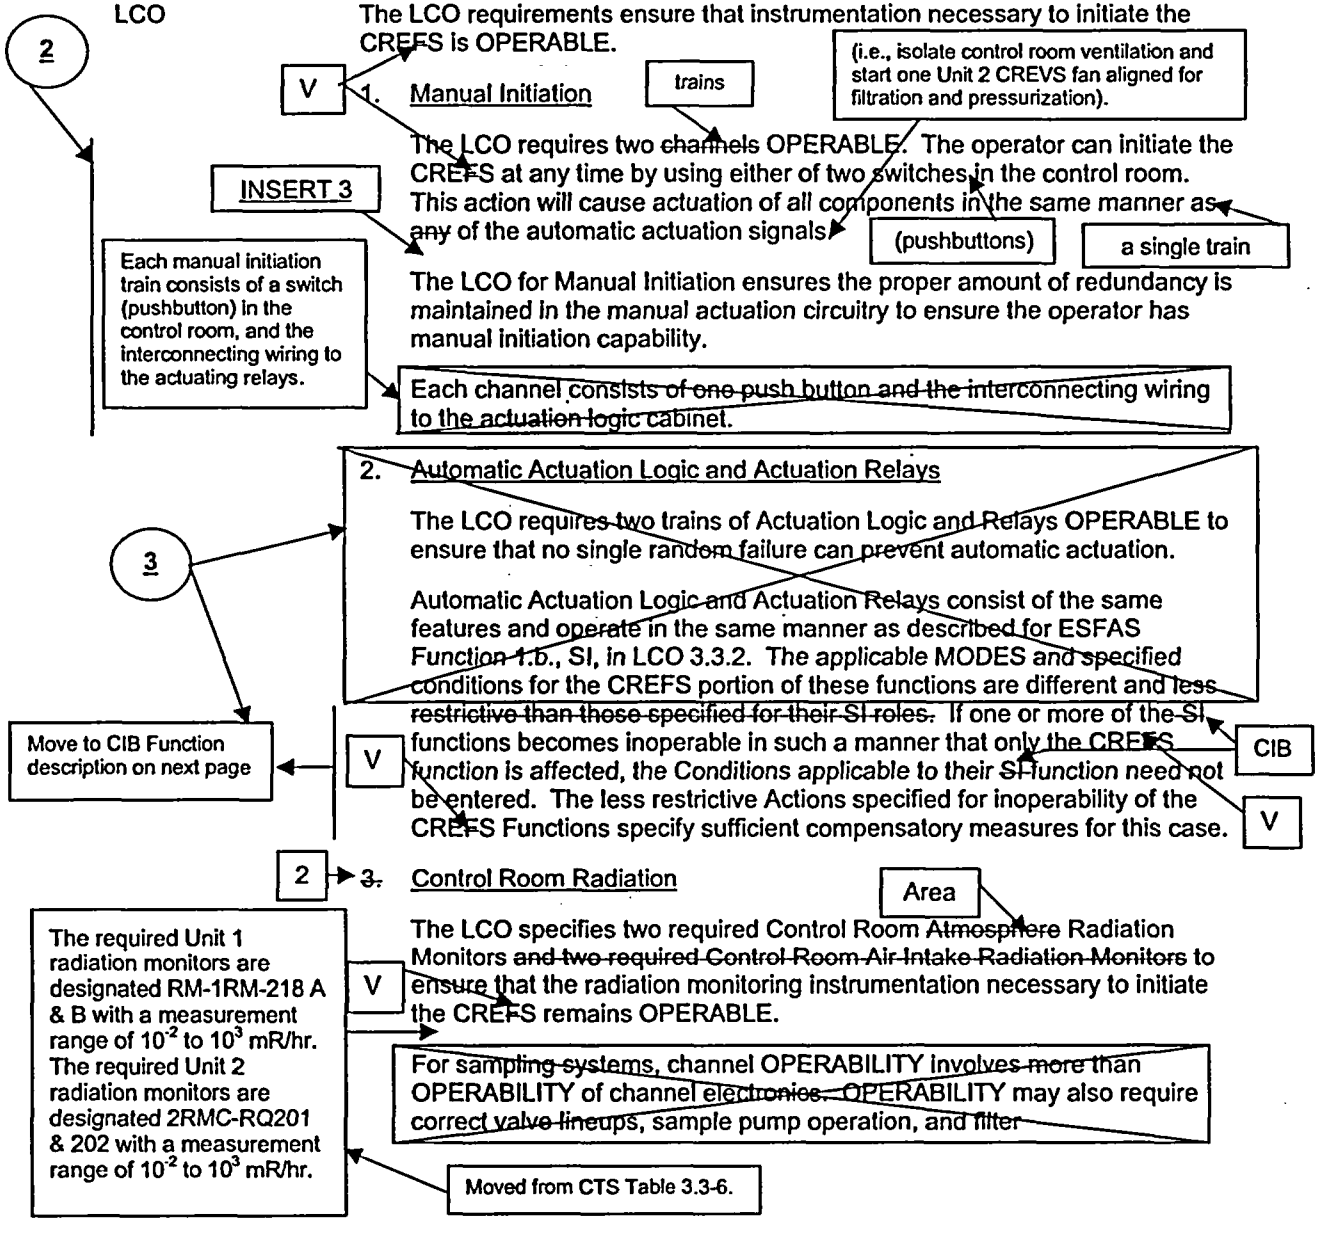 LCO
The LCO requirements ensure that instrumentation necessary to initiate the
CREFS is OPERABLE.
2
(i.e., isolate control room ventilation and
start one Unit 2 CREVS fan aligned for
filtration and pressurization).
V
trains
1. Manual Initiation
The LCO requires two channels OPERABLE. The operator can initiate the
CREFS at any time by using either of two switches in the control room.
This action will cause actuation of all components in the same manner as
any of the automatic actuation signals.
INSERT 3
(pushbuttons)
a single train
Each manual initiation
train consists of a switch
(pushbutton) in the
control room, and the
interconnecting wiring to
the actuating relays.
The LCO for Manual Initiation ensures the proper amount of redundancy is
maintained in the manual actuation circuitry to ensure the operator has
manual initiation capability.
Each channel consists of one push button and the interconnecting wiring
to the actuation logic cabinet.
2. Automatic Actuation Logic and Actuation Relays
The LCO requires two trains of Actuation Logic and Relays OPERABLE to
ensure that no single random failure can prevent automatic actuation.
3
Automatic Actuation Logic and Actuation Relays consist of the same
features and operate in the same manner as described for ESFAS
Function 1.b., SI, in LCO 3.3.2. The applicable MODES and specified
conditions for the CREFS portion of these functions are different and less
restrictive than those specified for their SI roles. If one or more of the SI
functions becomes inoperable in such a manner that only the CREFS
function is affected, the Conditions applicable to their SI function need not
be entered. The less restrictive Actions specified for inoperability of the
CREFS Functions specify sufficient compensatory measures for this case.
Move to CIB Function
description on next page
V
CIB
V
2
3. Control Room Radiation
Area
The LCO specifies two required Control Room Atmosphere Radiation
Monitors and two required Control Room Air Intake Radiation Monitors to
ensure that the radiation monitoring instrumentation necessary to initiate
the CREFS remains OPERABLE.
V
The required Unit 1
radiation monitors are
designated RM-1RM-218 A
& B with a measurement
range of 10⁻² to 10³ mR/hr.
The required Unit 2
radiation monitors are
designated 2RMC-RQ201
& 202 with a measurement
range of 10⁻² to 10³ mR/hr.
For sampling systems, channel OPERABILITY involves more than
OPERABILITY of channel electronics. OPERABILITY may also require
correct valve lineups, sample pump operation, and filter
Moved from CTS Table 3.3-6.